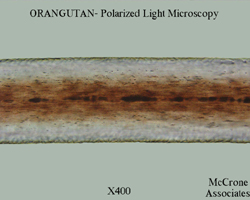 ORANGUTAN- Polarized Light Microscopy
X400
McCrone
Associates